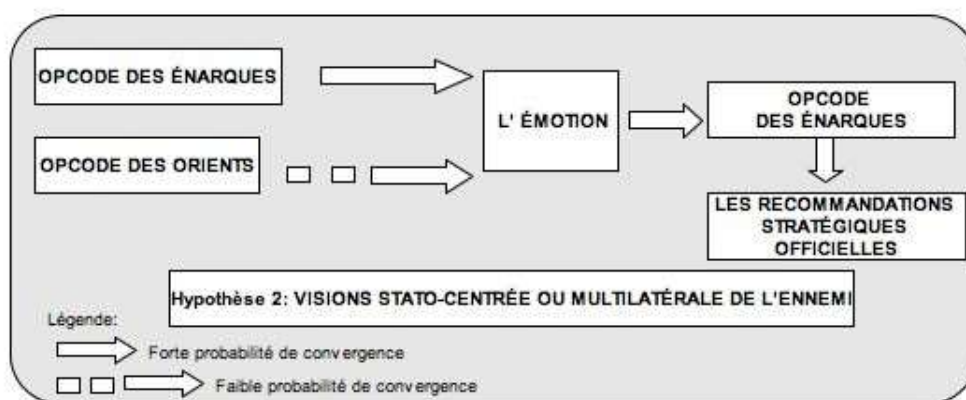 OPCODE DES ÉNARQUES
OPCODE DES ORIENTS
L' ÉMOTION
OPCODE
DES ÉNARQUES
LES RECOMMANDATIONS
STRATÉGIQUES
OFFICIELLES
Hypothèse 2: VISIONS STATO-CENTRÉE OU MULTILATÉRALE DE L'ENNEMI
Légende:
Forte probabilité de convergence
Faible probabilité de convergence